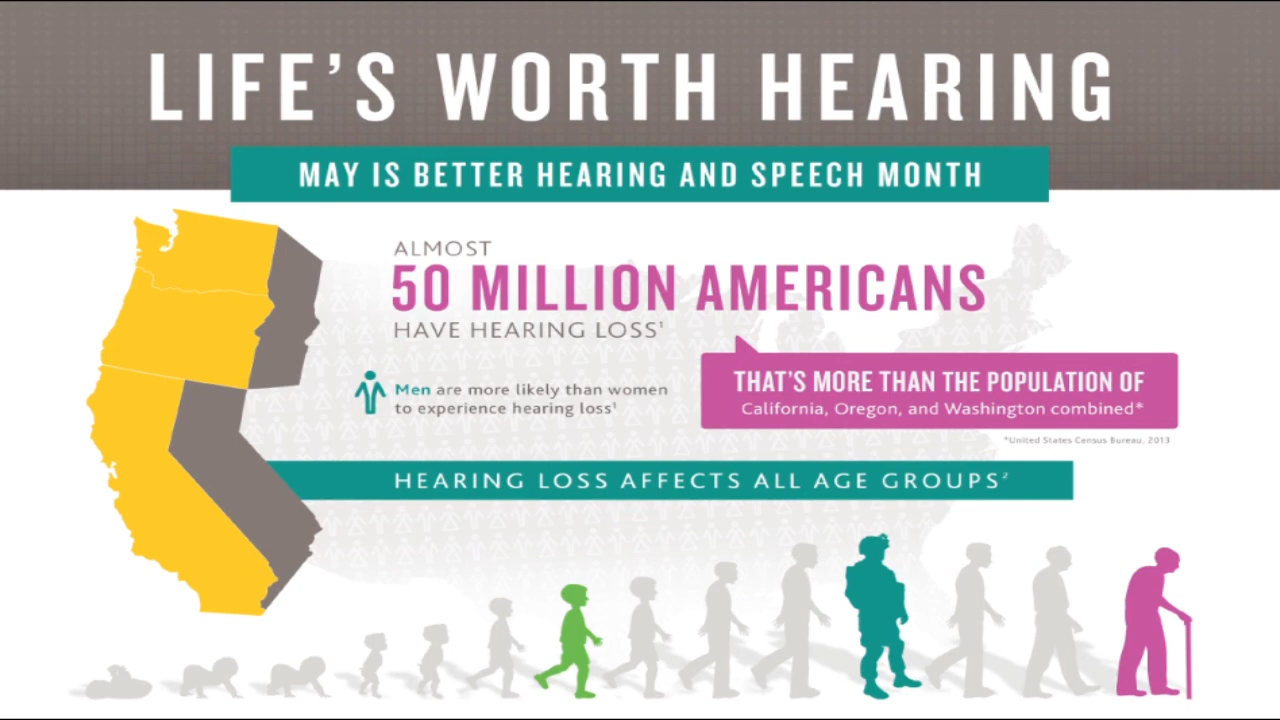 LIFE'S WORTH HEARING
MAY IS BETTER HEARING AND SPEECH MONTH
ALMOST
50 MILLION AMERICANS
HAVE HEARING LOSS¹
Men are more likely than women
to experience hearing loss¹
THAT'S MORE THAN THE POPULATION OF
California, Oregon, and Washington combined*
*United States Census Bureau, 2013
HEARING LOSS AFFECTS ALL AGE GROUPS²